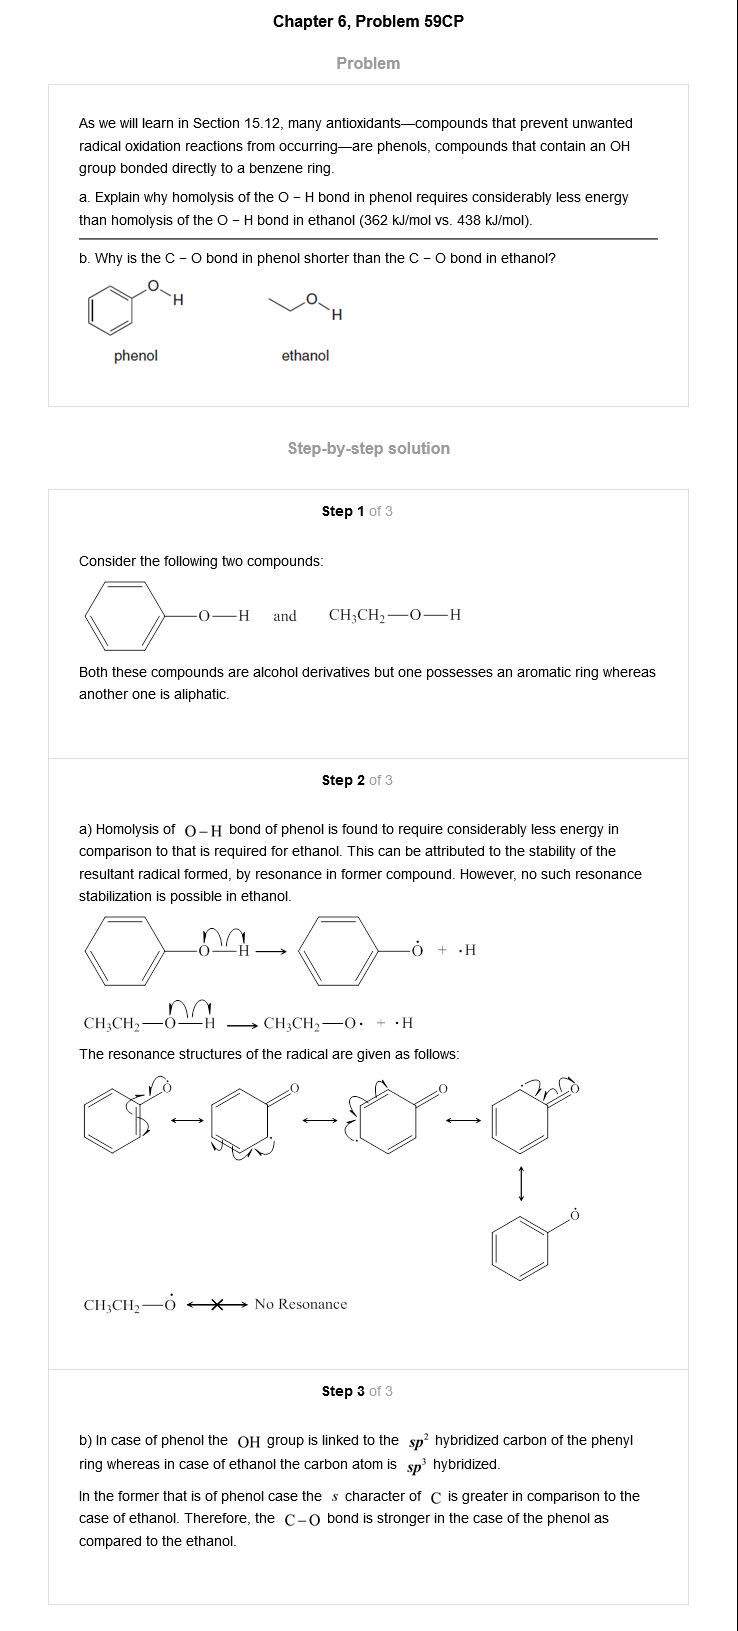 Chapter 6, Problem 59CP
Problem
As we will learn in Section 15.12, many antioxidants—compounds that prevent unwanted
radical oxidation reactions from occurring—are phenols, compounds that contain an OH
group bonded directly to a benzene ring.
a. Explain why homolysis of the O − H bond in phenol requires considerably less energy
than homolysis of the O − H bond in ethanol (362 kJ/mol vs. 438 kJ/mol).
b. Why is the C − O bond in phenol shorter than the C − O bond in ethanol?
O H O H
phenol ethanol
Step-by-step solution
Step 1 of 3
Consider the following two compounds:
O—H and CH₃CH₂—O—H
Both these compounds are alcohol derivatives but one possesses an aromatic ring whereas
another one is aliphatic.
Step 2 of 3
a) Homolysis of O−H bond of phenol is found to require considerably less energy in
comparison to that is required for ethanol. This can be attributed to the stability of the
resultant radical formed, by resonance in former compound. However, no such resonance
stabilization is possible in ethanol.
O—H Ȯ + ·H
CH₃CH₂—O—H CH₃CH₂—O· + ·H
The resonance structures of the radical are given as follows:
Ȯ O O O
Ȯ
CH₃CH₂—Ȯ No Resonance
Step 3 of 3
b) In case of phenol the OH group is linked to the sp² hybridized carbon of the phenyl
ring whereas in case of ethanol the carbon atom is sp³ hybridized.
In the former that is of phenol case the s character of C is greater in comparison to the
case of ethanol. Therefore, the C−O bond is stronger in the case of the phenol as
compared to the ethanol.